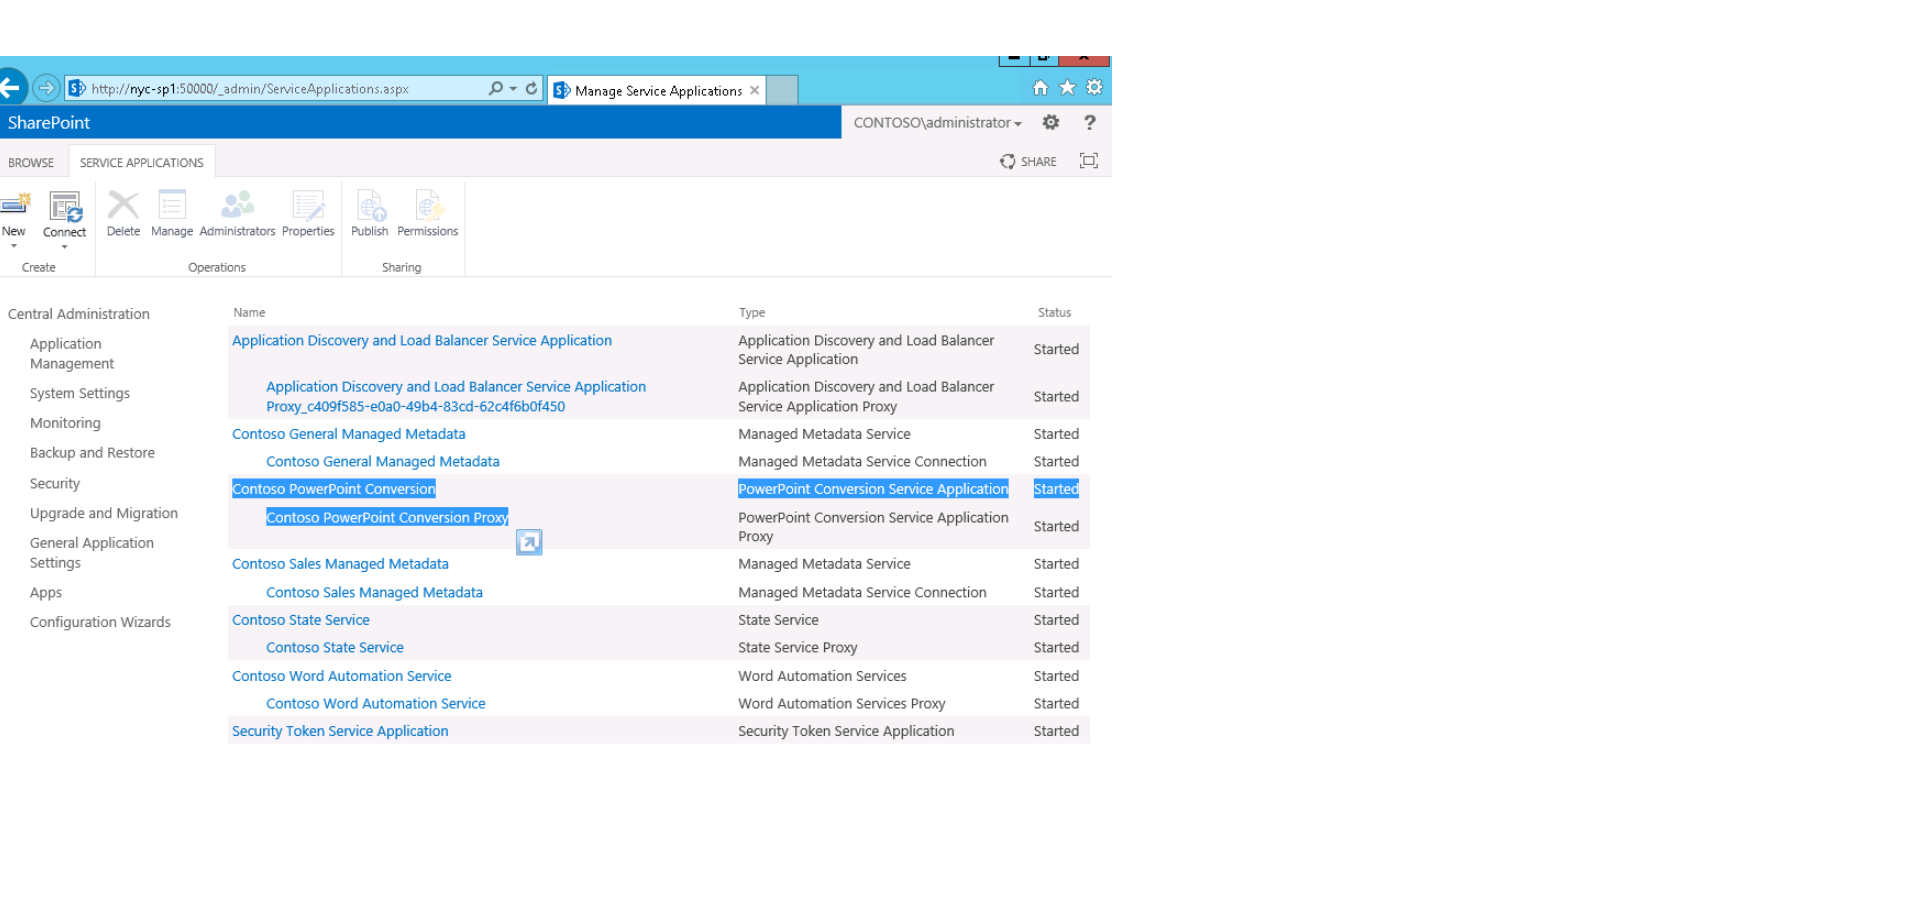 http://nyc-sp1:50000/_admin/ServiceApplications.aspx
Manage Service Applications
SharePoint
CONTOSO\administrator
?
BROWSE
SERVICE APPLICATIONS
SHARE
New
Connect
Delete
Manage
Administrators
Properties
Publish
Permissions
Create
Operations
Sharing
Central Administration
Application
Management
System Settings
Monitoring
Backup and Restore
Security
Upgrade and Migration
General Application
Settings
Apps
Configuration Wizards
Name Type Status
Application Discovery and Load Balancer Service Application Application Discovery and Load Balancer
Service Application Started
Application Discovery and Load Balancer Service Application Application Discovery and Load Balancer
Proxy_c409f585-e0a0-49b4-83cd-62c4f6b0f450 Service Application Proxy Started
Contoso General Managed Metadata Managed Metadata Service Started
Contoso General Managed Metadata Managed Metadata Service Connection Started
Contoso PowerPoint Conversion PowerPoint Conversion Service Application Started
Contoso PowerPoint Conversion Proxy PowerPoint Conversion Service Application
Proxy Started
Contoso Sales Managed Metadata Managed Metadata Service Started
Contoso Sales Managed Metadata Managed Metadata Service Connection Started
Contoso State Service State Service Started
Contoso State Service State Service Proxy Started
Contoso Word Automation Service Word Automation Services Started
Contoso Word Automation Service Word Automation Services Proxy Started
Security Token Service Application Security Token Service Application Started